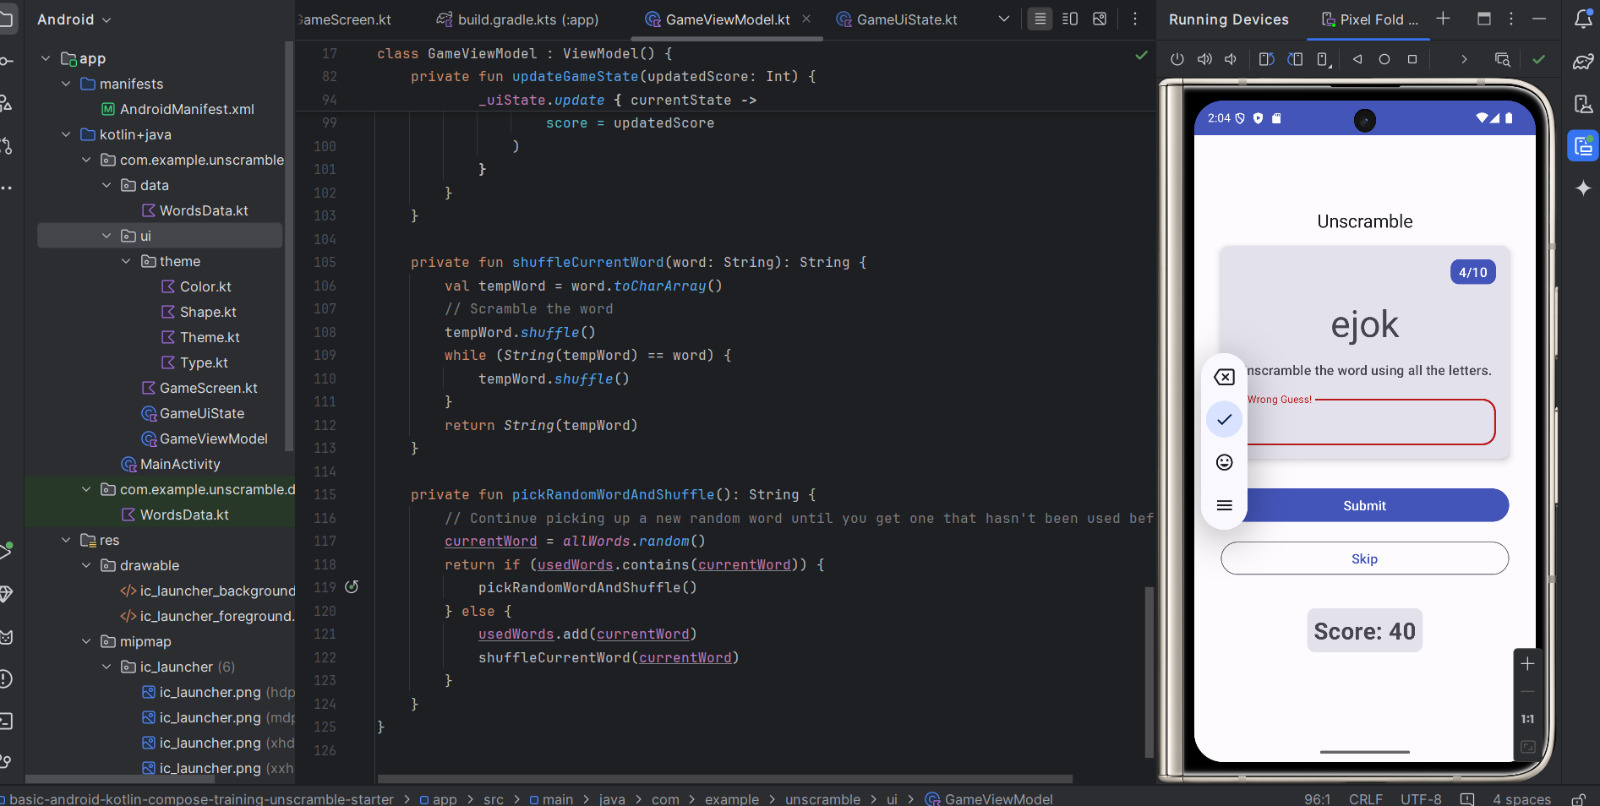 Android
app
manifests
AndroidManifest.xml
kotlin+java
com.example.unscramble
data
WordsData.kt
ui
theme
Color.kt
Shape.kt
Theme.kt
Type.kt
GameScreen.kt
GameUiState
GameViewModel
MainActivity
com.example.unscramble.d
WordsData.kt
res
drawable
ic_launcher_background
ic_launcher_foreground.
mipmap
ic_launcher (6)
ic_launcher.png (hdp
ic_launcher.png (mdp
ic_launcher.png (xhd
ic_launcher.png (xxh
GameScreen.kt build.gradle.kts (:app) GameViewModel.kt GameUiState.kt
17 class GameViewModel : ViewModel() {
82 private fun updateGameState(updatedScore: Int) {
94 _uiState.update { currentState ->
99 score = updatedScore
100 )
101 }
102 }
103 }
104
105 private fun shuffleCurrentWord(word: String): String {
106 val tempWord = word.toCharArray()
107 // Scramble the word
108 tempWord.shuffle()
109 while (String(tempWord) == word) {
110 tempWord.shuffle()
111 }
112 return String(tempWord)
113 }
114
115 private fun pickRandomWordAndShuffle(): String {
116 // Continue picking up a new random word until you get one that hasn't been used bef
117 currentWord = allWords.random()
118 return if (usedWords.contains(currentWord)) {
119 pickRandomWordAndShuffle()
120 } else {
121 usedWords.add(currentWord)
122 shuffleCurrentWord(currentWord)
123 }
124 }
125 }
126
Running Devices Pixel Fold ...
2:04
Unscramble
4/10
ejok
nscramble the word using all the letters.
Wrong Guess!
Submit
Skip
Score: 40
1:1
basic-android-kotlin-compose-training-unscramble-starter > app > src > main > java > com > example > unscramble > ui > GameViewModel
96:1 CRLF UTF-8 4 spaces